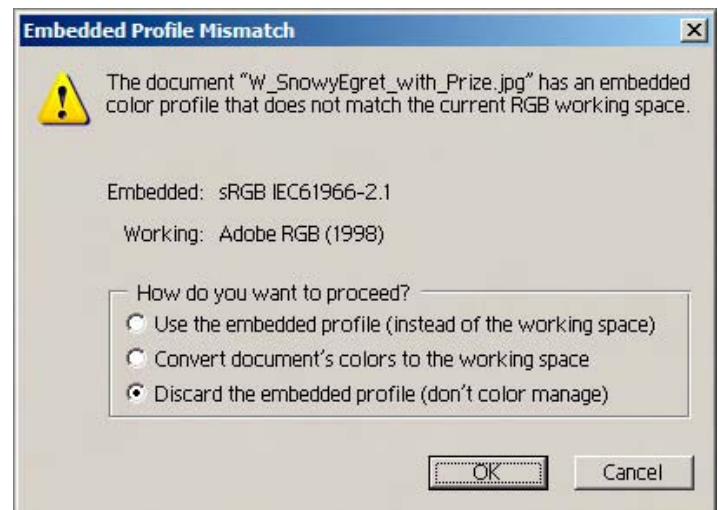 Embedded Profile Mismatch
The document “W_SnowyEgret_with_Prize.jpg” has an embedded
color profile that does not match the current RGB working space.
Embedded: sRGB IEC61966-2.1
Working: Adobe RGB (1998)
How do you want to proceed?
Use the embedded profile (instead of the working space)
Convert document's colors to the working space
Discard the embedded profile (don't color manage)
OK Cancel